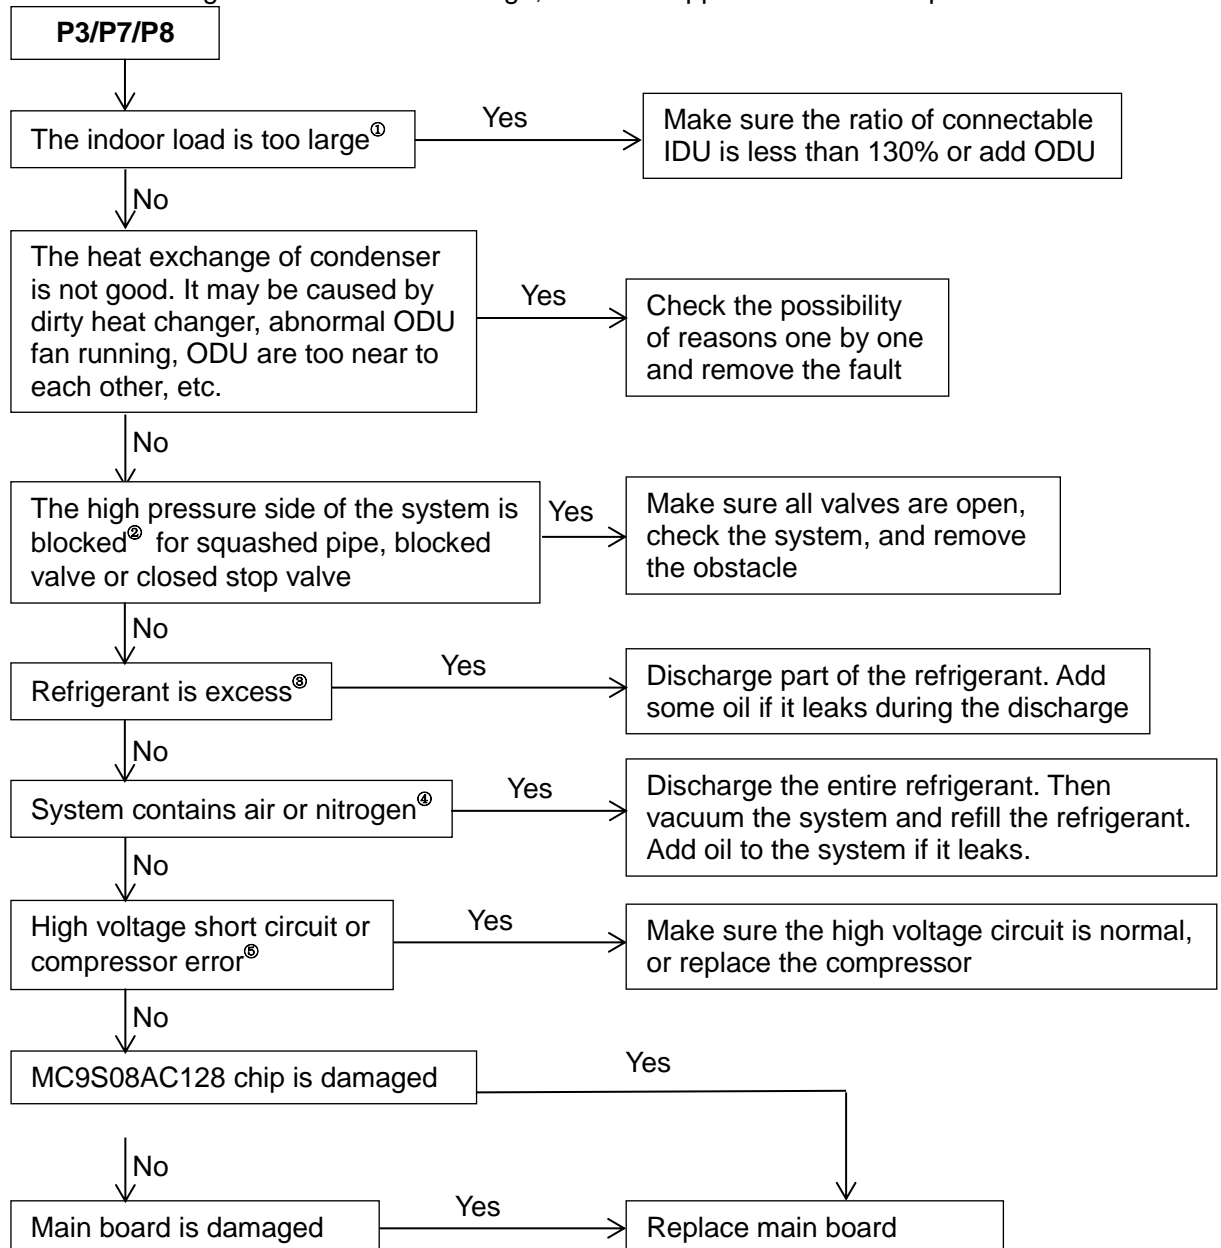 P3/P7/P8
The indoor load is too large①
Yes
Make sure the ratio of connectable
IDU is less than 130% or add ODU
No
The heat exchange of condenser
is not good. It may be caused by
dirty heat changer, abnormal ODU
fan running, ODU are too near to
each other, etc.
Yes
Check the possibility
of reasons one by one
and remove the fault
No
The high pressure side of the system is
blocked② for squashed pipe, blocked
valve or closed stop valve
Yes
Make sure all valves are open,
check the system, and remove
the obstacle
No
Refrigerant is excess③
Yes
Discharge part of the refrigerant. Add
some oil if it leaks during the discharge
No
System contains air or nitrogen④
Yes
Discharge the entire refrigerant. Then
vacuum the system and refill the refrigerant.
Add oil to the system if it leaks.
No
High voltage short circuit or
compressor error⑤
Yes
Make sure the high voltage circuit is normal,
or replace the compressor
No
MC9S08AC128 chip is damaged
Yes
No
Main board is damaged
Yes
Replace main board